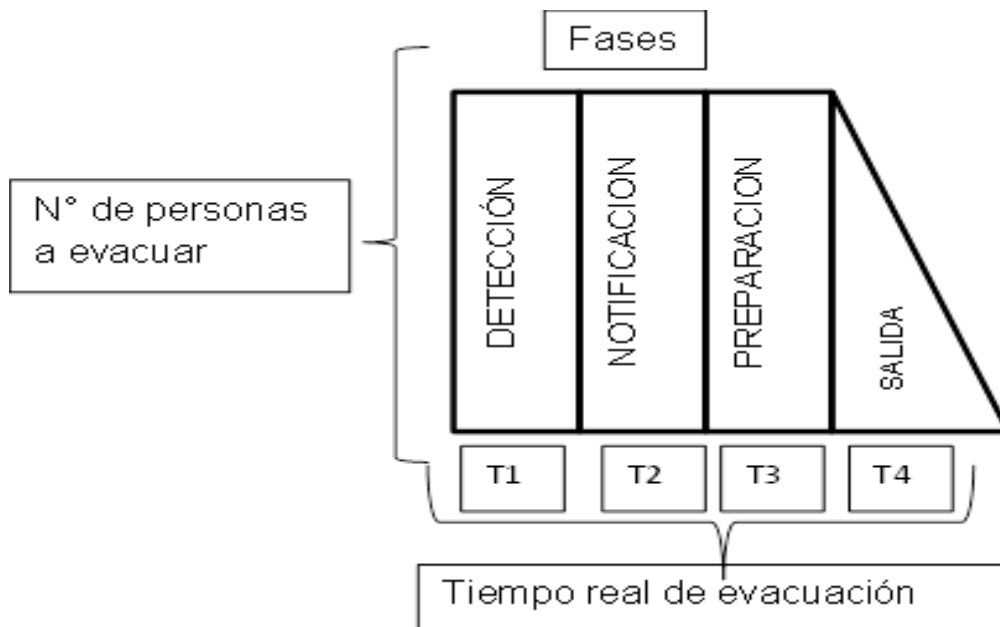 Fases
N° de personas
a evacuar
DETECCIÓN
NOTIFICACION
PREPARACION
SALIDA
T1
T2
T3
T4
Tiempo real de evacuación